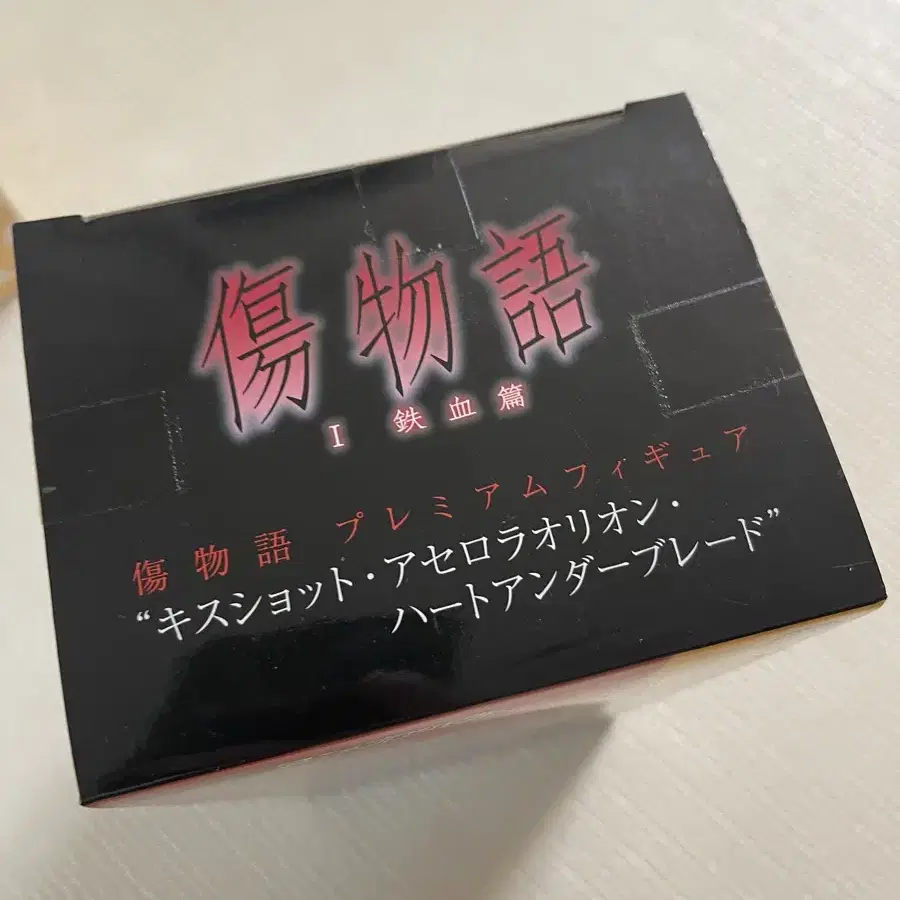 傷物語
I 鉄血篇
傷物語 プレミアムフィギュア
“キスショット・アセロラオリオン・
ハートアンダーブレード”